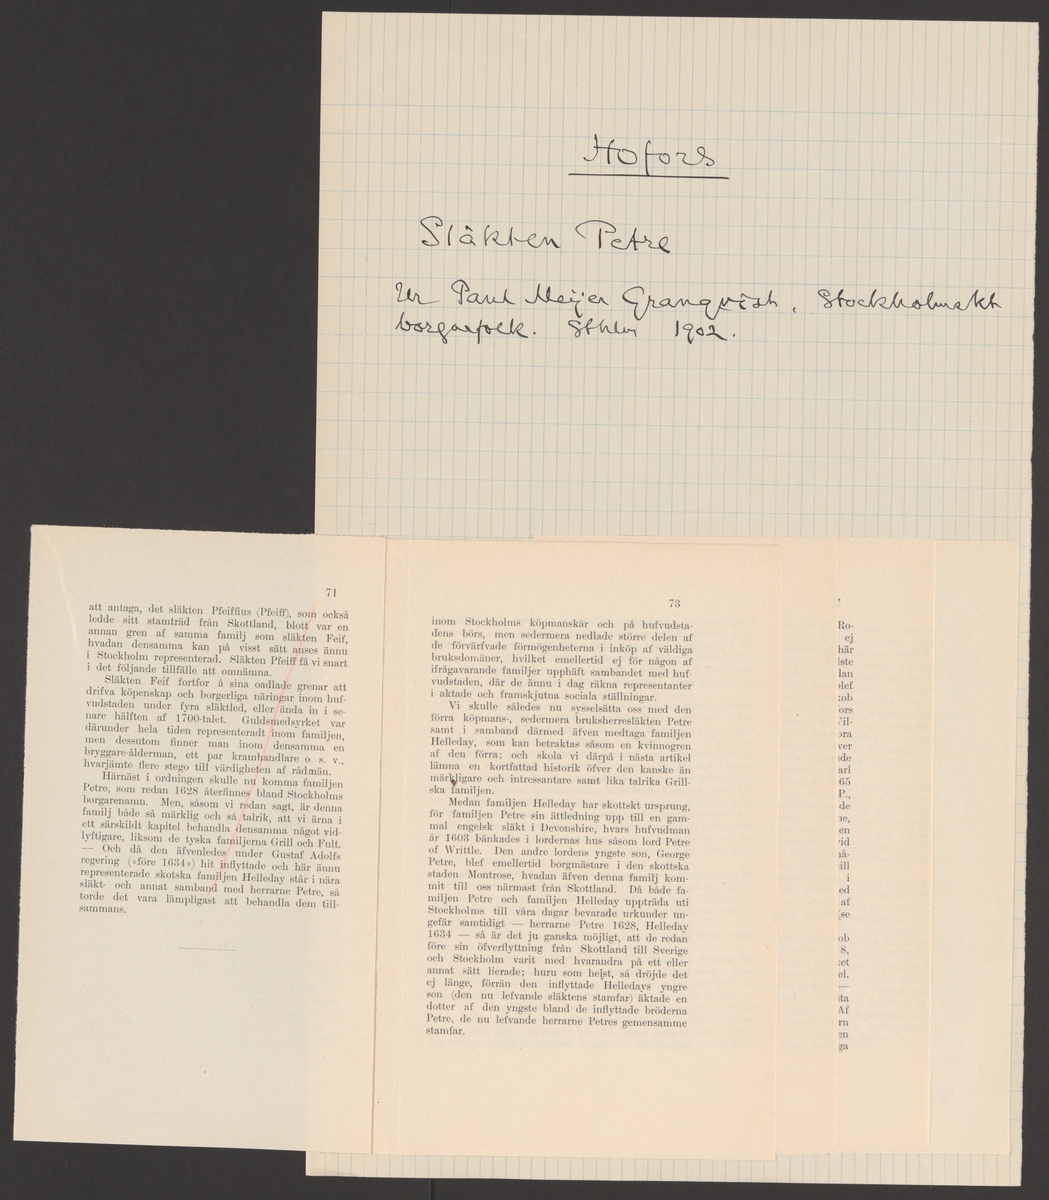 Hofors
Släkten Petre
Ur Paul Meijer Granqvist, Stockholmskt
borgarfolk. Sthlm 1902.
71
att antaga, det släkten Pfeiffius (Pfeiff), som också
ledde sitt stamträd från Skottland, blott var en
annan gren af samma familj som släkten Feif,
hvadan densamma kan på visst sätt anses ännu
i Stockholm representerad. Släkten Pfeiff få vi snart
i det följande tillfälle att omnämna.
Släkten Feif fortfor å sina oadlade grenar att
drifva köpenskap och borgerliga näringar inom huf-
vudstaden under fyra släktled, eller ända in i se-
nare hälften af 1700-talet. Guldsmedsyrket var
därunder hela tiden representeradt inom familjen,
men dessutom finner man inom densamma en
bryggare-ålderman, ett par kramhandlare o. s. v.,
hvarjämte flere stego till värdigheten af rådmän.
Härnäst i ordningen skulle nu komma familjen
Petre, som redan 1628 återfinnes bland Stockholms
borgarenamn. Men, såsom vi redan sagt, är denna
familj både så märklig och så talrik, att vi ärna i
ett särskildt kapitel behandla densamma något vid-
lyftigare, liksom de tyska familjerna Grill och Fult.
— Och då den äfvenledes under Gustaf Adolfs
regering (»före 1634») hit inflyttade och här ännu
representerade skotska familjen Helleday står i nära
släkt- och annat samband med herrarne Petre, så
torde det vara lämpligast att behandla dem till-
sammans.
73
inom Stockholms köpmanskår och på hufvudsta-
dens börs, men sedermera nedlade större delen af
de förvärfvade förmögenheterna i inköp af väldiga
bruksdomäner, hvilket emellertid ej för någon af
ifrågavarande familjer upphäft sambandet med huf-
vudstaden, där de ännu i dag räkna representanter
i aktade och framskjutna sociala ställningar.
Vi skulle således nu sysselsätta oss med den
förra köpmans-, sedermera bruksherresläkten Petre
samt i samband därmed äfven medtaga familjen
Helleday, som kan betraktas såsom en kvinnogren
af den förra; och skola vi därpå i nästa artikel
lämna en kortfattad historik öfver den kanske än
märkligare och intressantare samt lika talrika Grill-
ska familjen.
Medan familjen Helleday har skottskt ursprung,
för familjen Petre sin ättledning upp till en gam-
mal engelsk släkt i Devonshire, hvars hufvudman
år 1603 bänkades i lordernas hus såsom lord Petre
of Writtle. Den andre lordens yngste son, George
Petre, blef emellertid borgmästare i den skottska
staden Montrose, hvadan äfven denna familj kom-
mit till oss närmast från Skottland. Då både fa-
miljen Petre och familjen Helleday uppträda uti
Stockholms till våra dagar bevarade urkunder un-
gefär samtidigt — herrarne Petre 1628, Helleday
1634 — så är det ju ganska möjligt, att de redan
före sin öfverflyttning från Skottland till Sverige
och Stockholm varit med hvarandra på ett eller
annat sätt lierade; huru som helst, så dröjde det
ej länge, förrän den inflyttade Helledays yngre
son (den nu lefvande släktens stamfar) äktade en
dotter af den yngste bland de inflyttade bröderna
Petre, de nu lefvande herrarne Petres gemensamme
stamfar.
Ro-
ej
här
lan
ver
arl
65
P.,
de
en
i
ed
af
ob
8,
el.
—
Af
rn
en
ga